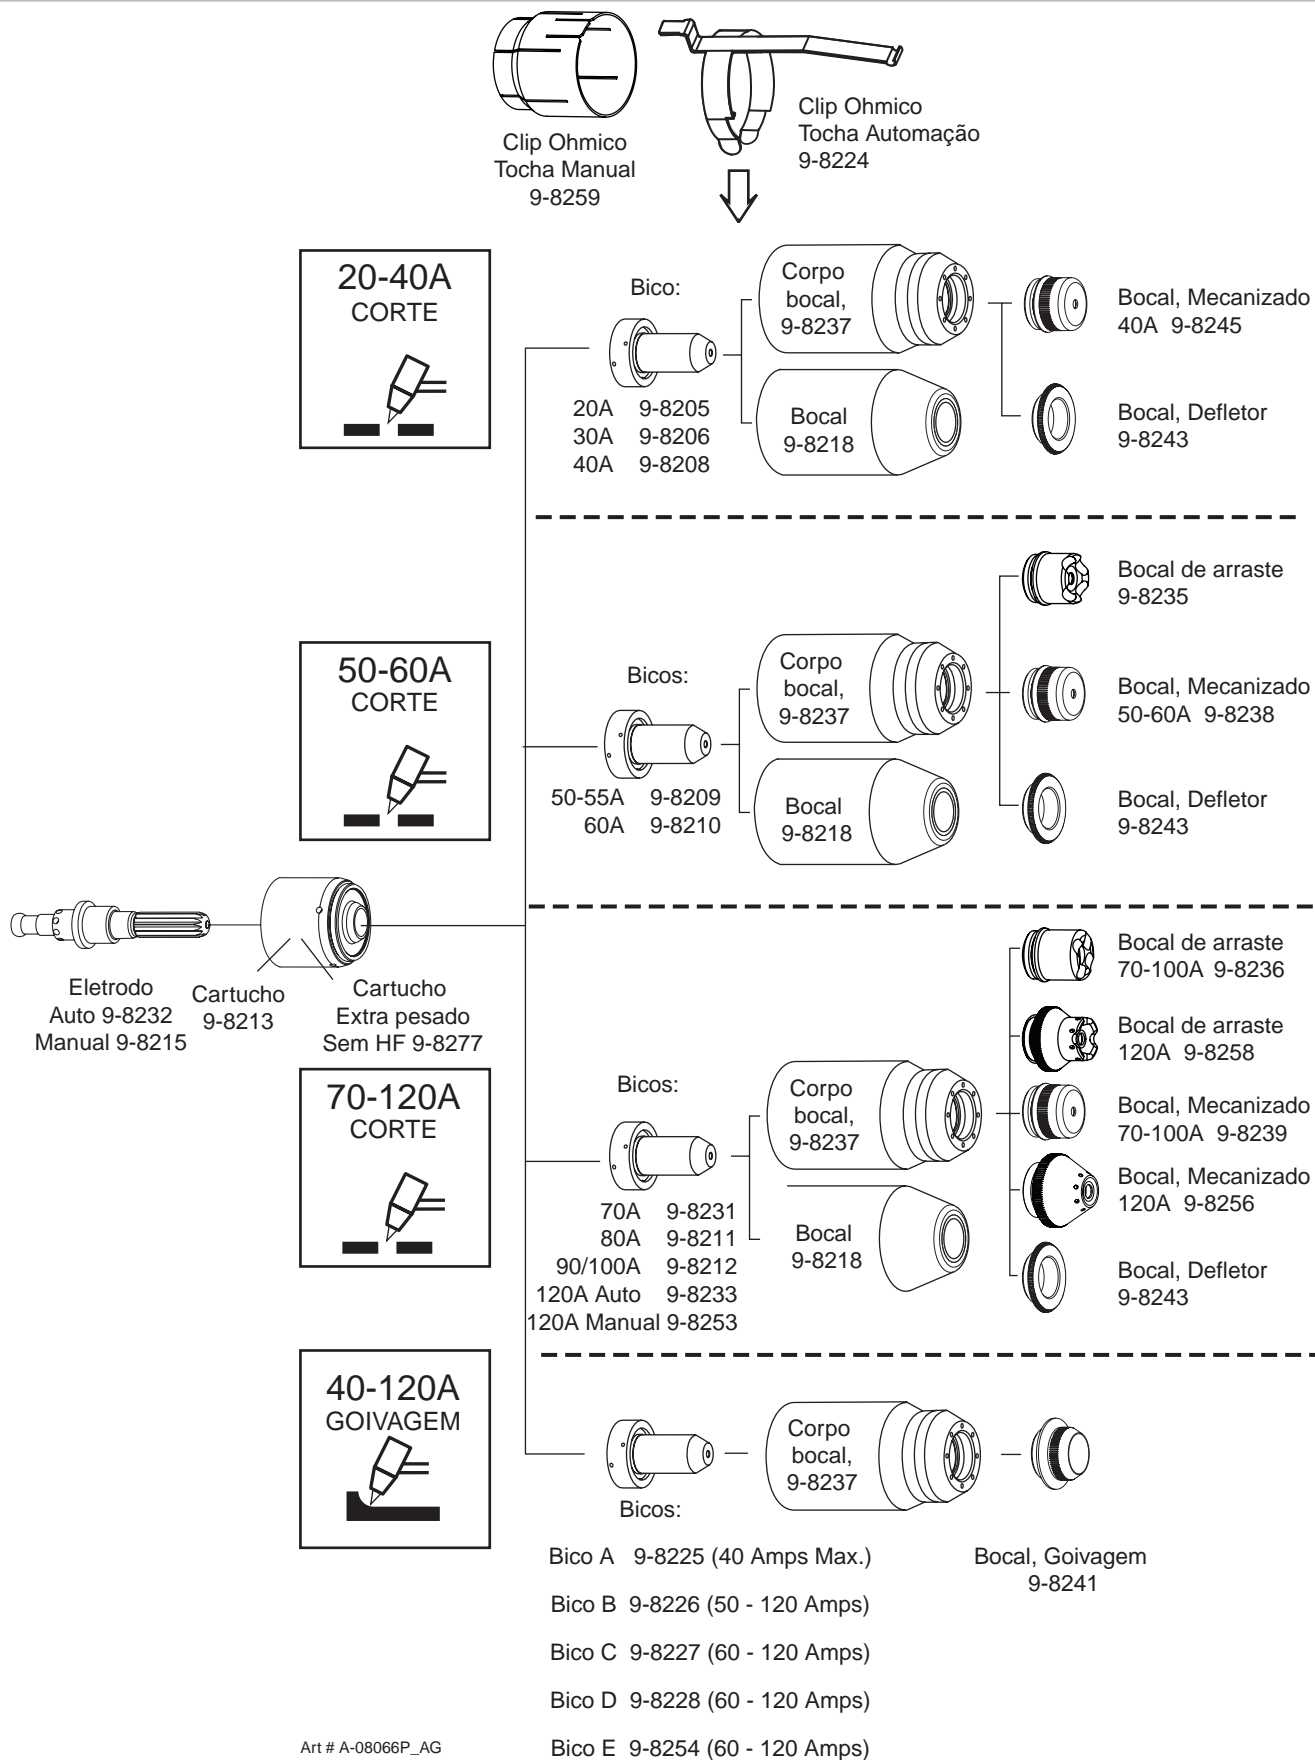 Clip Ohmico
Tocha Manual
9-8259
Clip Ohmico
Tocha Automação
9-8224
20-40A
CORTE
Bico:
20A 9-8205
30A 9-8206
40A 9-8208
Corpo
bocal,
9-8237
Bocal
9-8218
Bocal, Mecanizado
40A 9-8245
Bocal, Defletor
9-8243
50-60A
CORTE
Bicos:
50-55A 9-8209
60A 9-8210
Corpo
bocal,
9-8237
Bocal
9-8218
Bocal de arraste
9-8235
Bocal, Mecanizado
50-60A 9-8238
Bocal, Defletor
9-8243
Eletrodo
Auto 9-8232
Manual 9-8215
Cartucho
9-8213
Cartucho
Extra pesado
Sem HF 9-8277
70-120A
CORTE
Bicos:
70A 9-8231
80A 9-8211
90/100A 9-8212
120A Auto 9-8233
120A Manual 9-8253
Corpo
bocal,
9-8237
Bocal
9-8218
Bocal de arraste
70-100A 9-8236
Bocal de arraste
120A 9-8258
Bocal, Mecanizado
70-100A 9-8239
Bocal, Mecanizado
120A 9-8256
Bocal, Defletor
9-8243
40-120A
GOIVAGEM
Corpo
bocal,
9-8237
Bicos:
Bico A 9-8225 (40 Amps Max.)
Bico B 9-8226 (50 - 120 Amps)
Bico C 9-8227 (60 - 120 Amps)
Bico D 9-8228 (60 - 120 Amps)
Bico E 9-8254 (60 - 120 Amps)
Bocal, Goivagem
9-8241
Art # A-08066P_AG